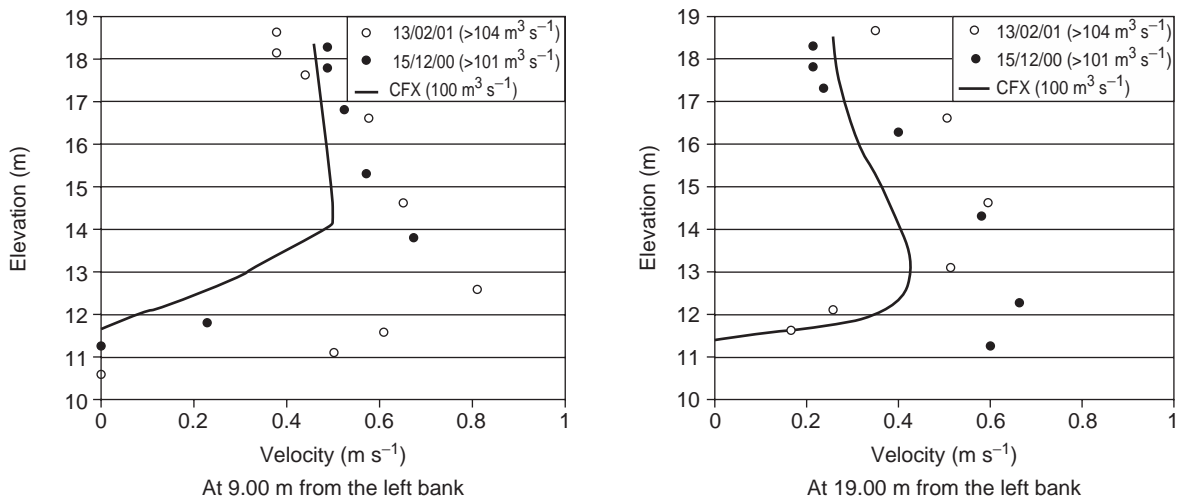 19
18
17
16
15
14
13
12
11
10
Elevation (m)
13/02/01 (>104 m³ s⁻¹)
15/12/00 (>101 m³ s⁻¹)
CFX (100 m³ s⁻¹)
0 0.2 0.4 0.6 0.8 1
Velocity (m s⁻¹)
At 9.00 m from the left bank
19
18
17
16
15
14
13
12
11
10
Elevation (m)
13/02/01 (>104 m³ s⁻¹)
15/12/00 (>101 m³ s⁻¹)
CFX (100 m³ s⁻¹)
0 0.2 0.4 0.6 0.8 1
Velocity (m s⁻¹)
At 19.00 m from the left bank